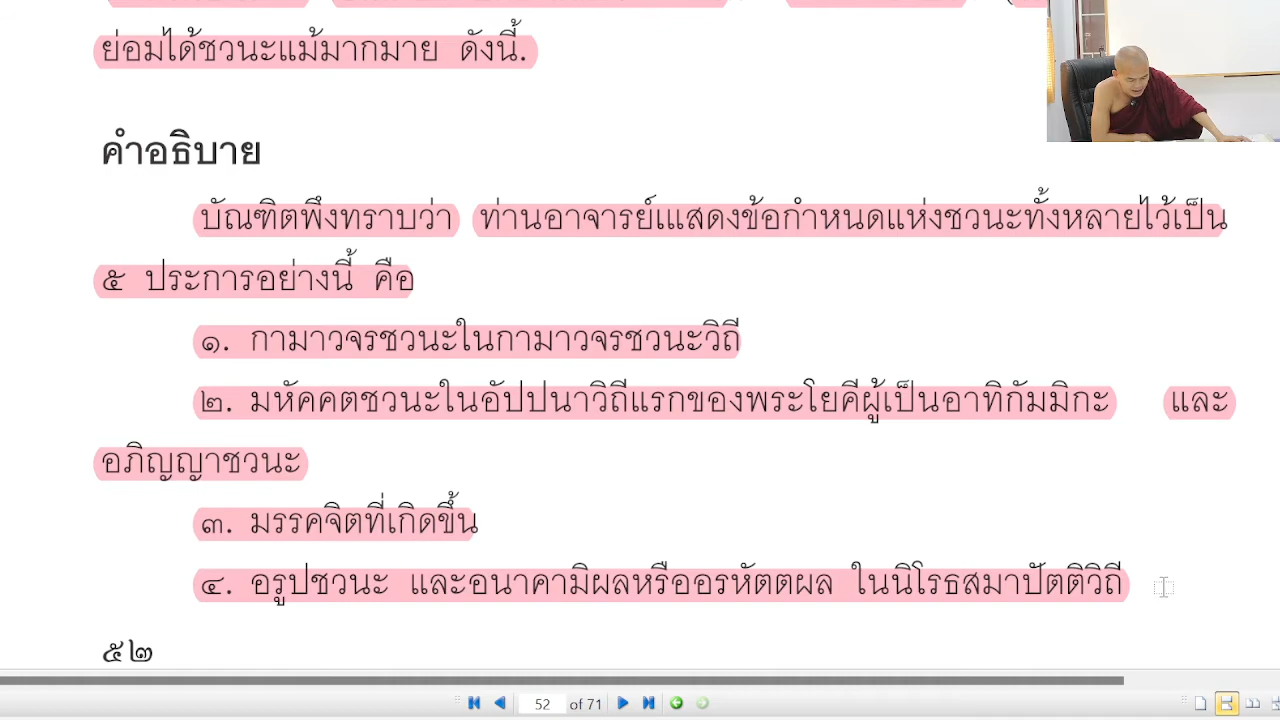 ย่อมได้ชวนะแม้มากมาย ดังนี้.
คำอธิบาย
บัณฑิตพึงทราบว่า ท่านอาจารย์แสดงข้อกำหนดแห่งชวนะทั้งหลายไว้เป็น
๕ ประการอย่างนี้ คือ
๑. กามาวจรชวนะในกามาวจรชวนะวิถี
๒. มหัคคตชวนะในอัปปนาวิถีแรกของพระโยคีผู้เป็นอาทิกัมมิกะ และ
อภิญญาชวนะ
๓. มรรคจิตที่เกิดขึ้น
๔. อรูปชวนะ และอนาคามิผลหรืออรหัตตผล ในนิโรธสมาปัตติวิถี
๕๒
52 of 71